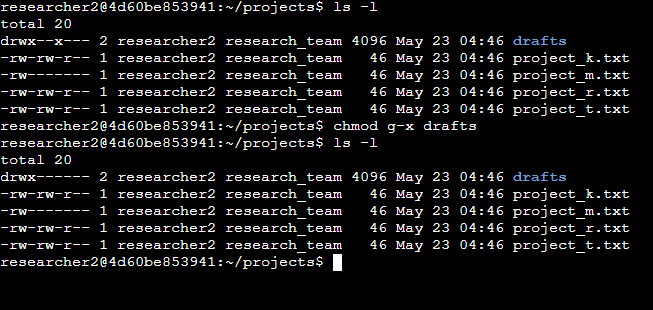 researcher2@4d60be853941:~/projects$ ls -l
total 20
drwx--x--- 2 researcher2 research_team 4096 May 23 04:46 drafts
-rw-rw-r-- 1 researcher2 research_team   46 May 23 04:46 project_k.txt
-rw------- 1 researcher2 research_team   46 May 23 04:46 project_m.txt
-rw-rw-r-- 1 researcher2 research_team   46 May 23 04:46 project_r.txt
-rw-rw-r-- 1 researcher2 research_team   46 May 23 04:46 project_t.txt
researcher2@4d60be853941:~/projects$ chmod g-x drafts
researcher2@4d60be853941:~/projects$ ls -l
total 20
drwx------ 2 researcher2 research_team 4096 May 23 04:46 drafts
-rw-rw-r-- 1 researcher2 research_team   46 May 23 04:46 project_k.txt
-rw------- 1 researcher2 research_team   46 May 23 04:46 project_m.txt
-rw-rw-r-- 1 researcher2 research_team   46 May 23 04:46 project_r.txt
-rw-rw-r-- 1 researcher2 research_team   46 May 23 04:46 project_t.txt
researcher2@4d60be853941:~/projects$